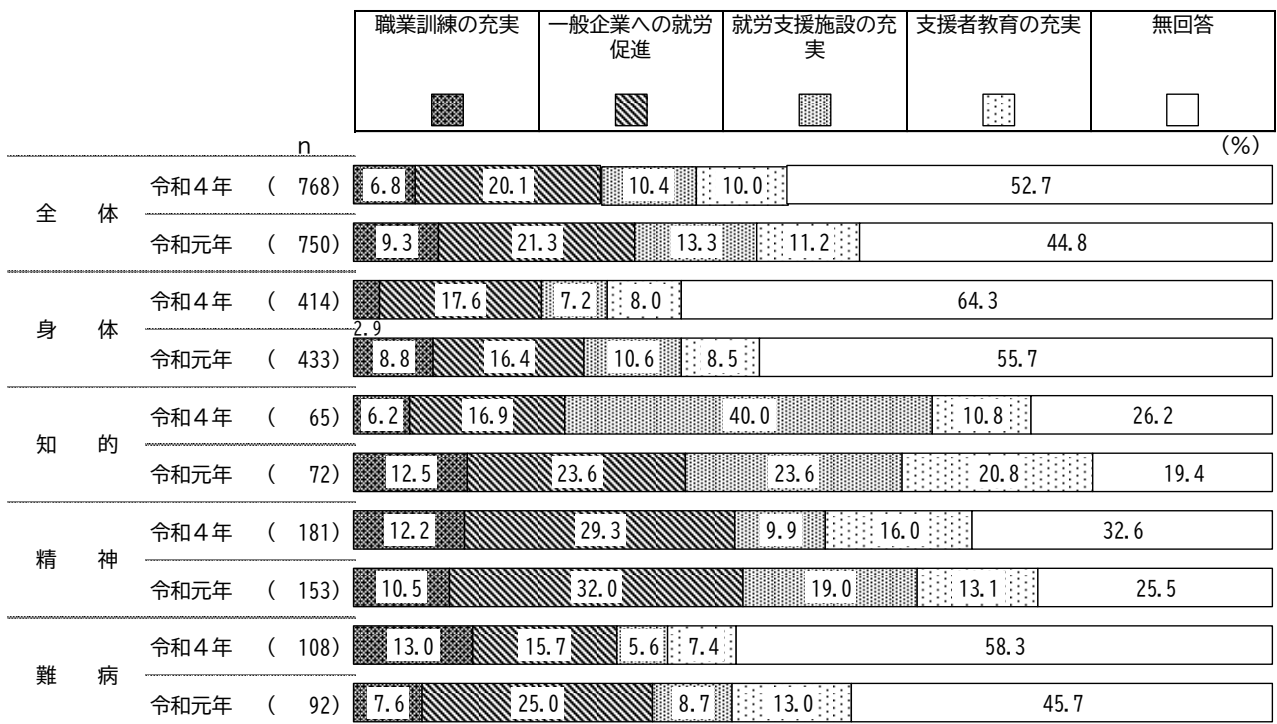 職業訓練の充実 一般企業への就労 就労支援施設の充 支援者教育の充実 無回答
促進 実
n (%)
全 体
令和4年 ( 768) 6.8 20.1 10.4 10.0 52.7
令和元年 ( 750) 9.3 21.3 13.3 11.2 44.8
身 体
令和4年 ( 414) 2.9 17.6 7.2 8.0 64.3
令和元年 ( 433) 8.8 16.4 10.6 8.5 55.7
知 的
令和4年 ( 65) 6.2 16.9 40.0 10.8 26.2
令和元年 ( 72) 12.5 23.6 23.6 20.8 19.4
精 神
令和4年 ( 181) 12.2 29.3 9.9 16.0 32.6
令和元年 ( 153) 10.5 32.0 19.0 13.1 25.5
難 病
令和4年 ( 108) 13.0 15.7 5.6 7.4 58.3
令和元年 ( 92) 7.6 25.0 8.7 13.0 45.7